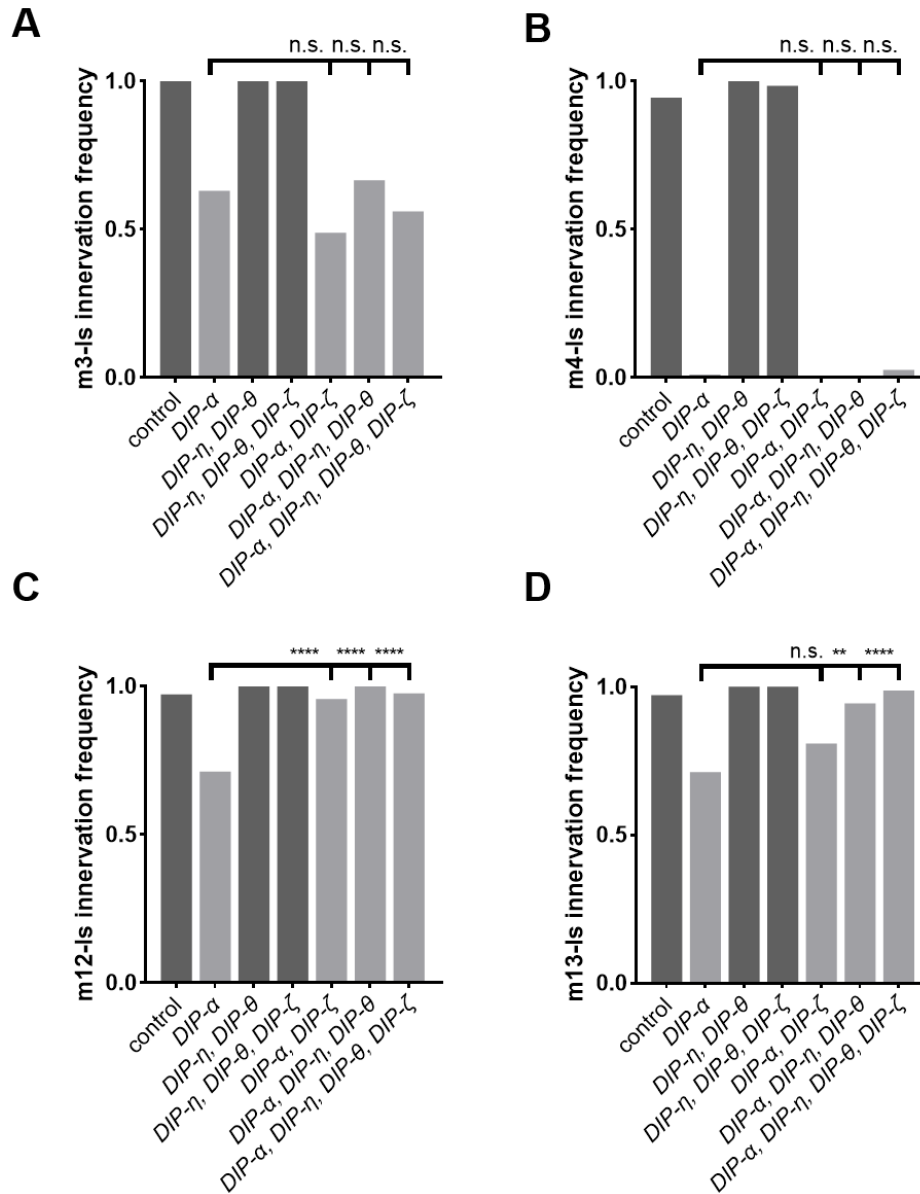 A
n.s. n.s. n.s.
m3-Is innervation frequency
1.0
0.5
0.0
control
DIP-α
DIP-η, DIP-θ
DIP-η, DIP-θ, DIP-ζ
DIP-α, DIP-ζ
DIP-α, DIP-η, DIP-θ
DIP-α, DIP-η, DIP-θ, DIP-ζ
B
n.s. n.s. n.s.
m4-Is innervation frequency
1.0
0.5
0.0
control
DIP-α
DIP-η, DIP-θ
DIP-η, DIP-θ, DIP-ζ
DIP-α, DIP-ζ
DIP-α, DIP-η, DIP-θ
DIP-α, DIP-η, DIP-θ, DIP-ζ
C
**** **** ****
m12-Is innervation frequency
1.0
0.5
0.0
control
DIP-α
DIP-η, DIP-θ
DIP-η, DIP-θ, DIP-ζ
DIP-α, DIP-ζ
DIP-α, DIP-η, DIP-θ
DIP-α, DIP-η, DIP-θ, DIP-ζ
D
n.s. ** ****
m13-Is innervation frequency
1.0
0.5
0.0
control
DIP-α
DIP-η, DIP-θ
DIP-η, DIP-θ, DIP-ζ
DIP-α, DIP-ζ
DIP-α, DIP-η, DIP-θ
DIP-α, DIP-η, DIP-θ, DIP-ζ